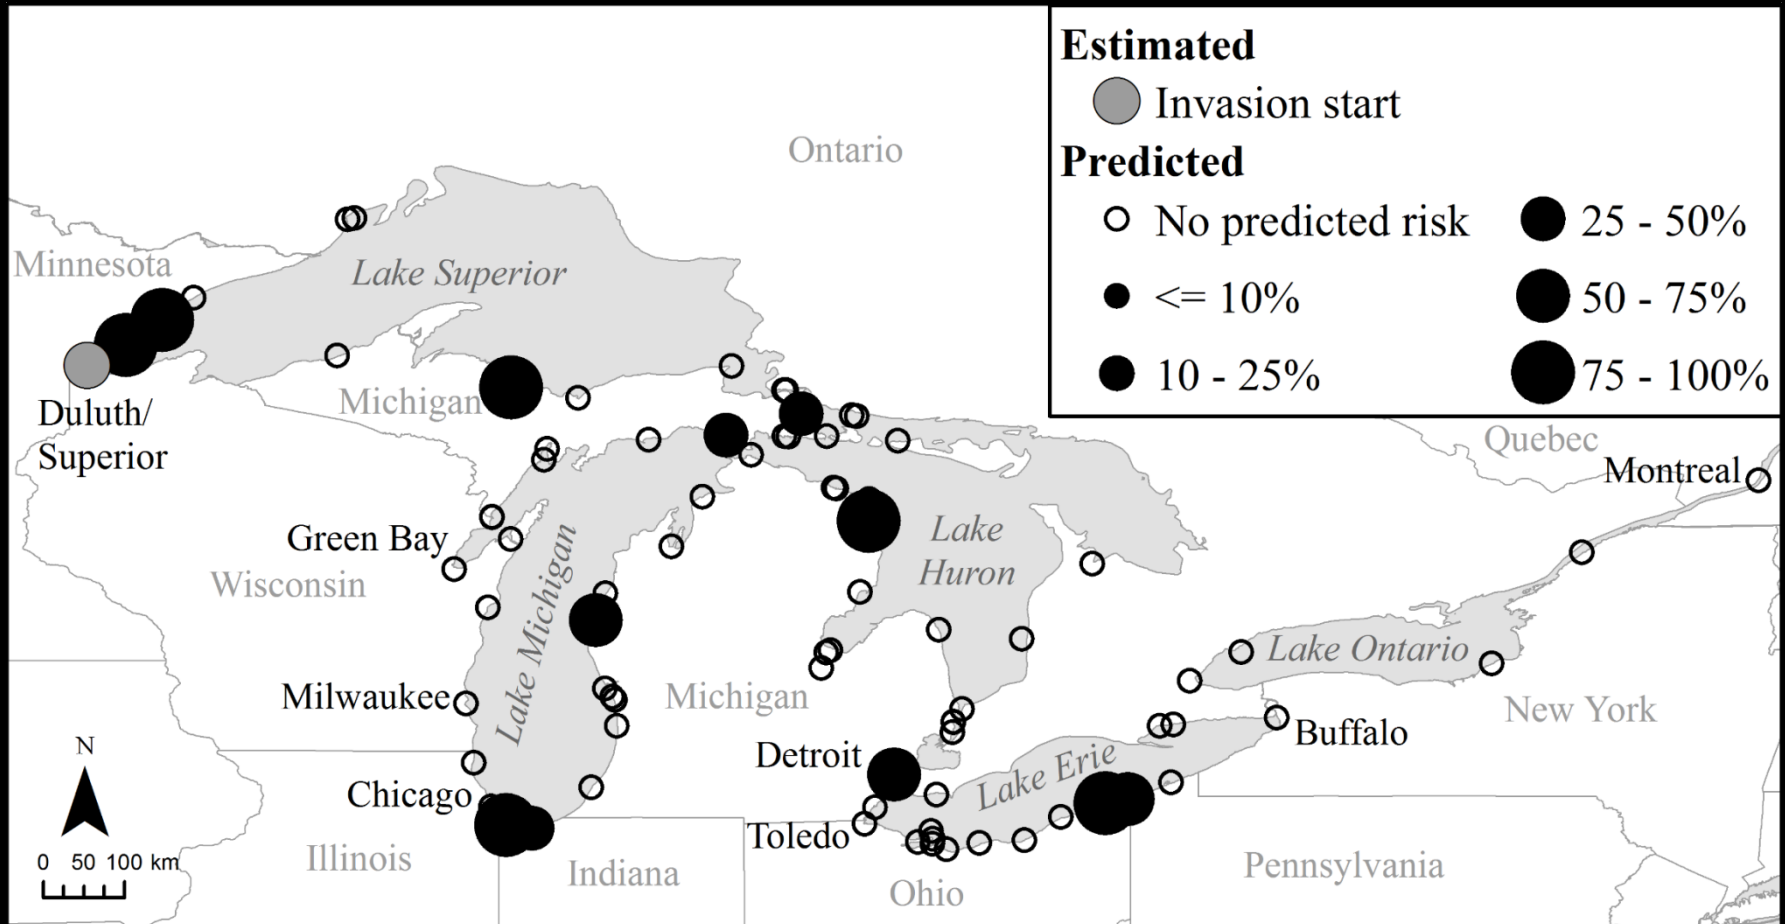 Estimated
Invasion start
Predicted
No predicted risk
<= 10%
10 - 25%
25 - 50%
50 - 75%
75 - 100%
Ontario
Minnesota
Lake Superior
Michigan
Duluth/
Superior
Quebec
Montreal
Green Bay
Wisconsin
Lake Michigan
Lake
Huron
Lake Ontario
Milwaukee
Michigan
New York
Detroit
Buffalo
Lake Erie
N
Chicago
Toledo
0 50 100 km
Illinois
Indiana
Ohio
Pennsylvania